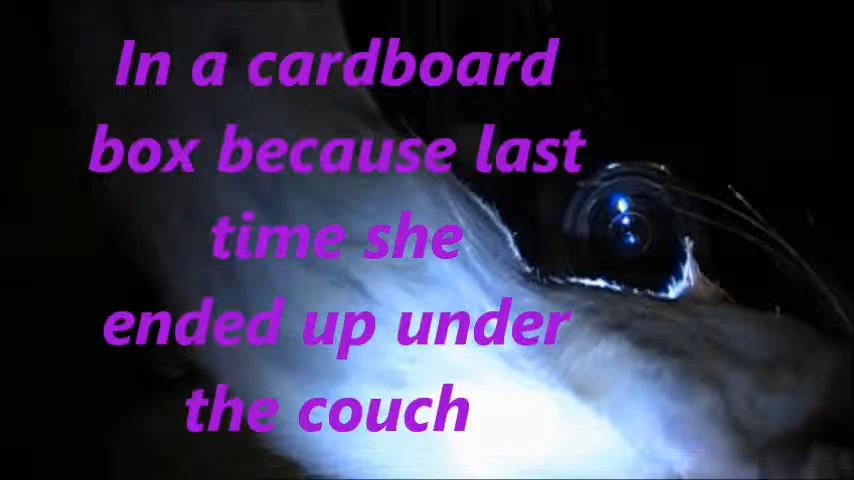 In a cardboard
box because last
time she
ended up under
the couch